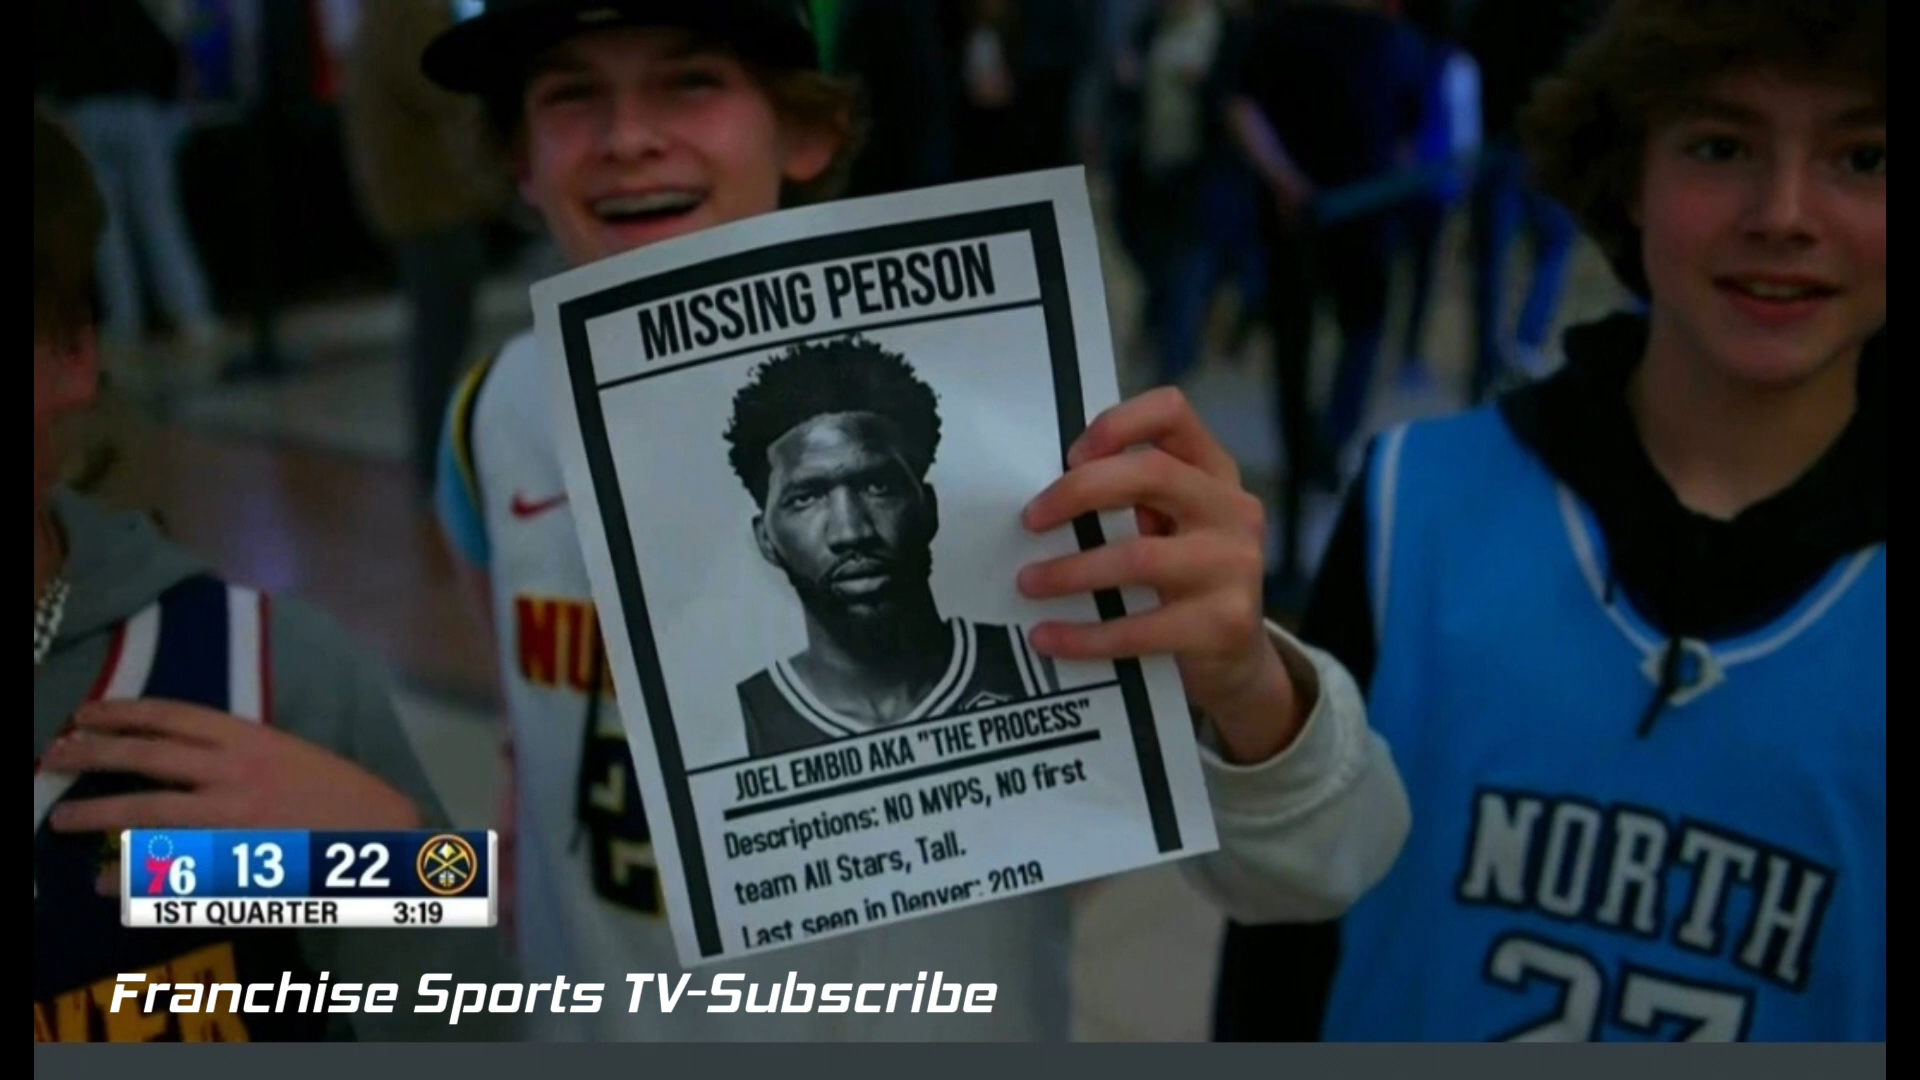 MISSING PERSON
JOEL EMBID AKA "THE PROCESS"
Descriptions: NO MVPS, NO first
team All Stars, Tall.
Last seen in Denver: 2019
NORTH
27
76 13 22
1ST QUARTER 3:19
Franchise Sports TV-Subscribe